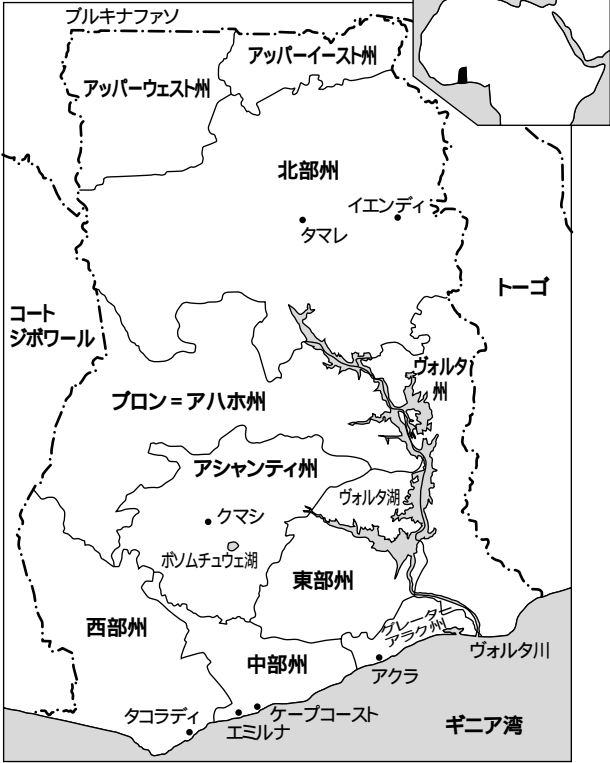 ブルキナファソ
アッパーイースト州
アッパーウェスト州
北部州
イエンディ
タマレ
トーゴ
コート
ジボワール
ヴォルタ
州
ブロン＝アハホ州
アシャンティ州
ヴォルタ湖
クマシ
ボソムチュウェ湖
東部州
西部州
グレーター
アラク州
ヴォルタ川
中部州
アクラ
タコラディ
ケープコースト
エミルナ
ギニア湾